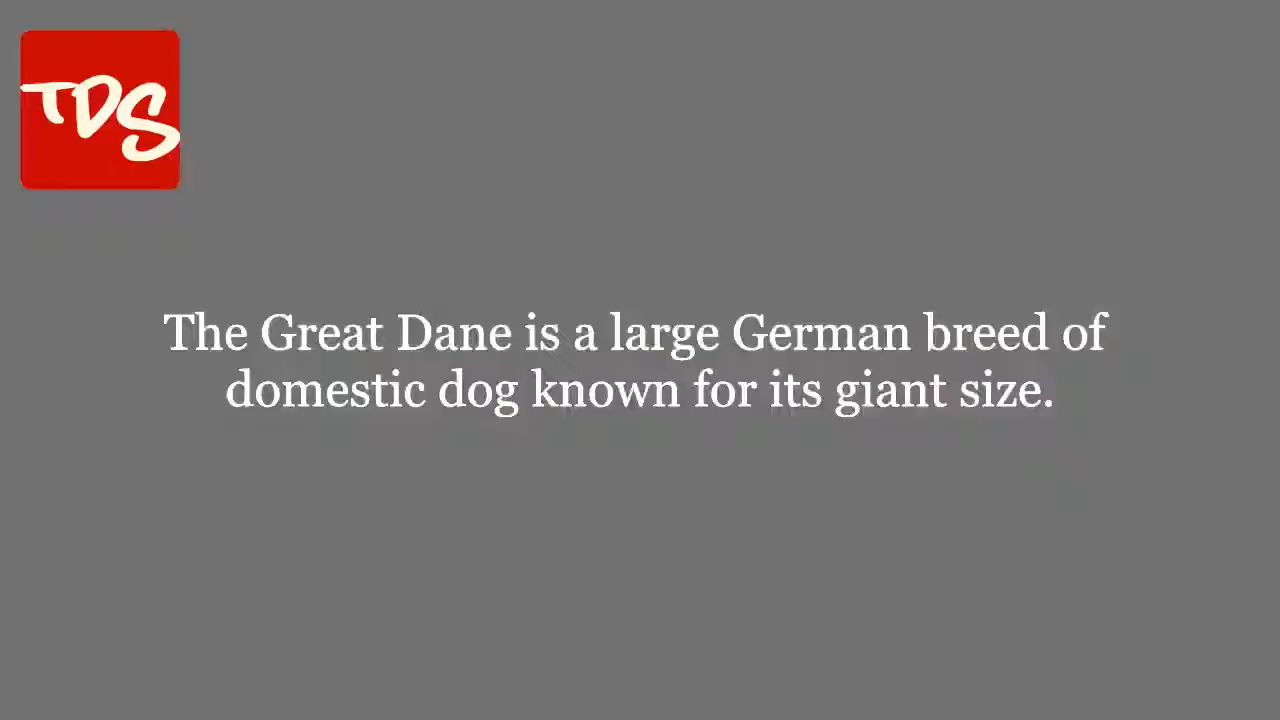 TDS
The Great Dane is a large German breed of
domestic dog known for its giant size.